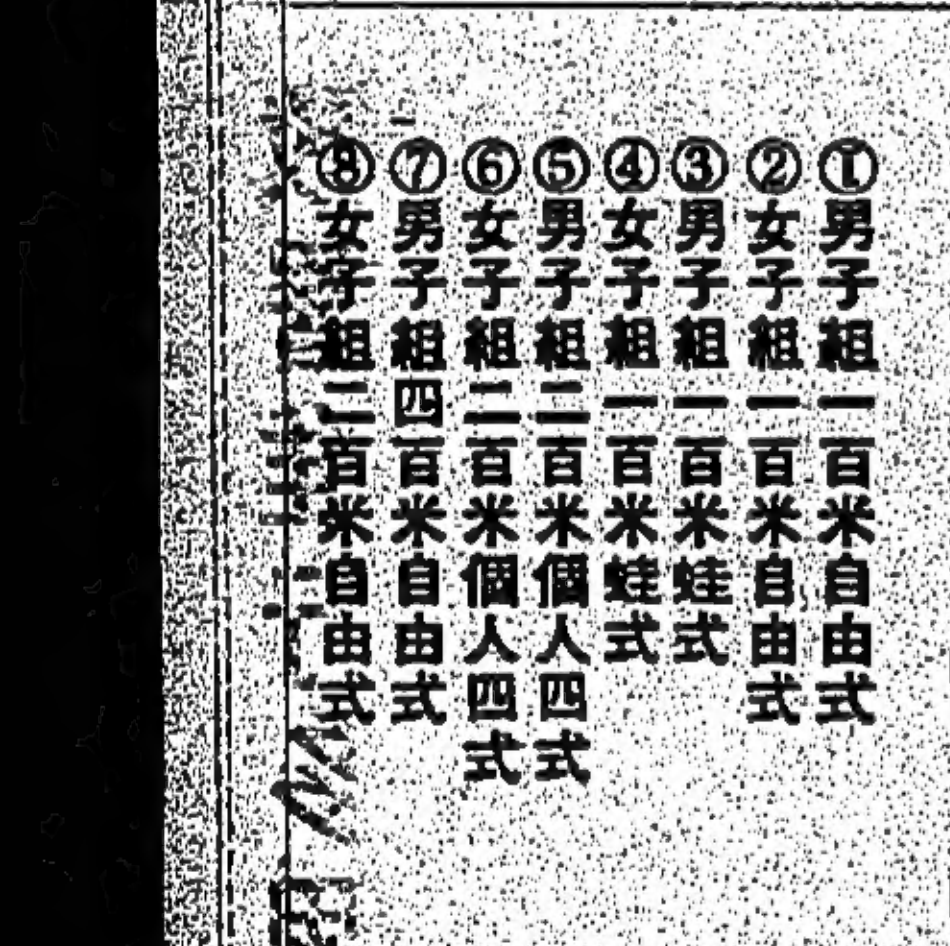 ①男子組一百米自由式
②女子組一百米自由式
③男子組一百米蛙式
④女子組一百米蛙式
⑤男子組二百米個人四式
⑥女子組二百米個人四式
⑦男子組四百米自由式
⑧女子組二百米自由式